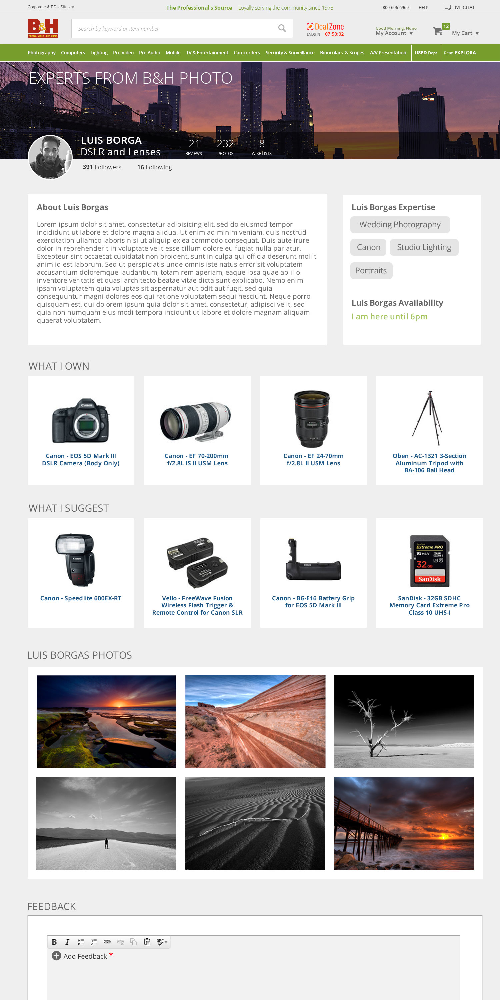 Corporate & EDU Sites
The Professional's Source Loyally serving the community since 1973
800-606-6969 HELP LIVE CHAT
B&H
PHOTO - VIDEO - PRO AUDIO
Search by keyword or item number
DealZone
ENDS IN 07:50:02
Good Morning, Nuno
My Account
12
My Cart
Photography Computers Lighting Pro Video Pro Audio Mobile TV & Entertainment Camcorders Security & Surveillance Binoculars & Scopes A/V Presentation USED Dept Read EXPLORA
EXPERTS FROM B&H PHOTO
verizon
LUIS BORGA
DSLR and Lenses
21 232 8
REVIEWS PHOTOS WISHLISTS
391 Followers 16 Following
About Luis Borgas
Lorem ipsum dolor sit amet, consectetur adipisicing elit, sed do eiusmod tempor
incididunt ut labore et dolore magna aliqua. Ut enim ad minim veniam, quis nostrud
exercitation ullamco laboris nisi ut aliquip ex ea commodo consequat. Duis aute irure
dolor in reprehenderit in voluptate velit esse cillum dolore eu fugiat nulla pariatur.
Excepteur sint occaecat cupidatat non proident, sunt in culpa qui officia deserunt mollit
anim id est laborum. Sed ut perspiciatis unde omnis iste natus error sit voluptatem
accusantium doloremque laudantium, totam rem aperiam, eaque ipsa quae ab illo
inventore veritatis et quasi architecto beatae vitae dicta sunt explicabo. Nemo enim
ipsam voluptatem quia voluptas sit aspernatur aut odit aut fugit, sed quia
consequuntur magni dolores eos qui ratione voluptatem sequi nesciunt. Neque porro
quisquam est, qui dolorem ipsum quia dolor sit amet, consectetur, adipisci velit, sed
quia non numquam eius modi tempora incidunt ut labore et dolore magnam aliquam
quaerat voluptatem.
Luis Borgas Expertise
Wedding Photography
Canon Studio Lighting
Portraits
Luis Borgas Availability
I am here until 6pm
WHAT I OWN
Canon
Canon - EOS 5D Mark III
DSLR Camera (Body Only)
Canon - EF 70-200mm
f/2.8L IS II USM Lens
Canon - EF 24-70mm
f/2.8L II USM Lens
Oben - AC-1321 3-Section
Aluminum Tripod with
BA-106 Ball Head
WHAT I SUGGEST
Canon
Canon - Speedlite 600EX-RT
VELLO
Vello - FreeWave Fusion
Wireless Flash Trigger &
Remote Control for Canon SLR
Canon
Canon - BG-E16 Battery Grip
for EOS 5D Mark III
SanDisk
Extreme PRO
95 MB/s
32 GB
SanDisk
SanDisk - 32GB SDHC
Memory Card Extreme Pro
Class 10 UHS-I
LUIS BORGAS PHOTOS
FEEDBACK
B I ABC
Add Feedback *